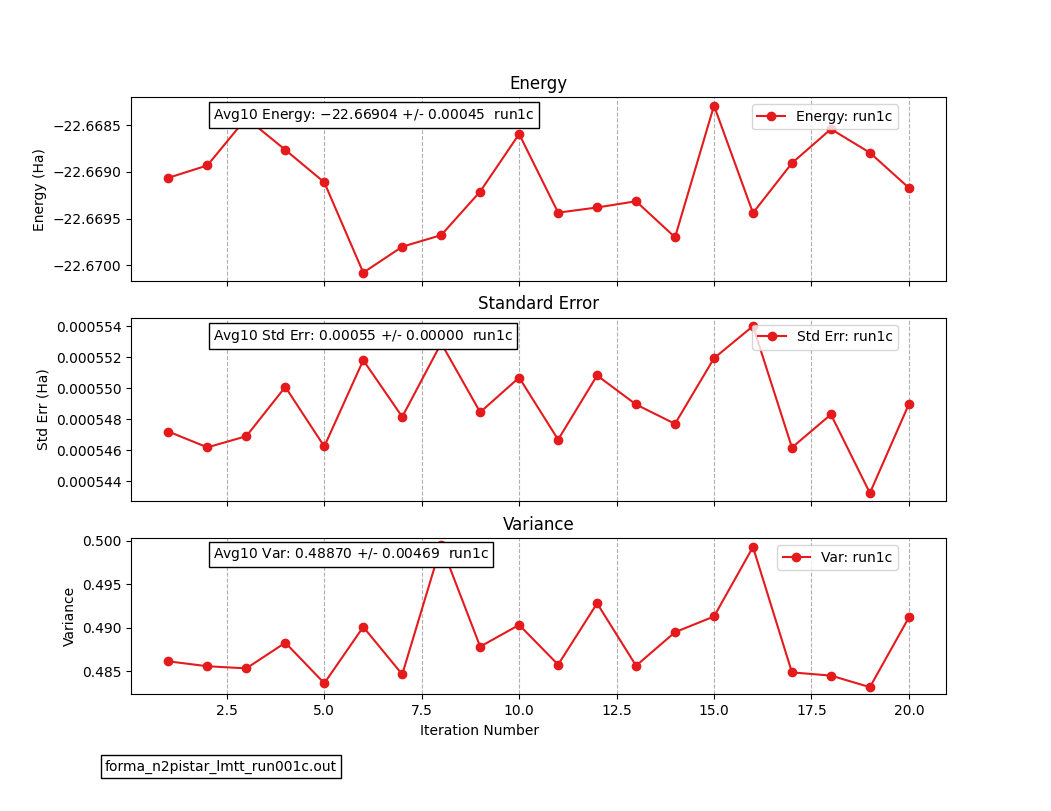 Energy
Avg10 Energy: −22.66904 +/- 0.00045  run1c
Energy: run1c
Energy (Ha)
−22.6685
−22.6690
−22.6695
−22.6700
Standard Error
Avg10 Std Err: 0.00055 +/- 0.00000  run1c
Std Err: run1c
Std Err (Ha)
0.000554
0.000552
0.000550
0.000548
0.000546
0.000544
Variance
Avg10 Var: 0.48870 +/- 0.00469  run1c
Var: run1c
Variance
0.500
0.495
0.490
0.485
2.5 5.0 7.5 10.0 12.5 15.0 17.5 20.0
Iteration Number
forma_n2pistar_lmtt_run001c.out